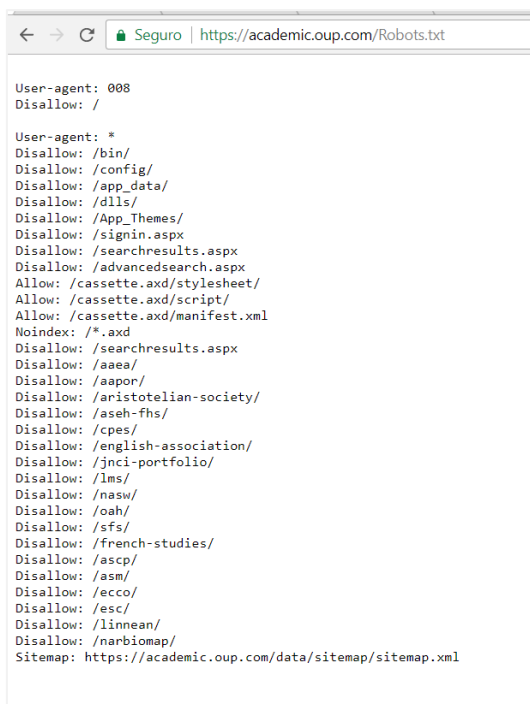 Seguro | https://academic.oup.com/Robots.txt
User-agent: 008
Disallow: /
User-agent: *
Disallow: /bin/
Disallow: /config/
Disallow: /app_data/
Disallow: /dlls/
Disallow: /App_Themes/
Disallow: /signin.aspx
Disallow: /searchresults.aspx
Disallow: /advancedsearch.aspx
Allow: /cassette.axd/stylesheet/
Allow: /cassette.axd/script/
Allow: /cassette.axd/manifest.xml
Noindex: /*.axd
Disallow: /searchresults.aspx
Disallow: /aaea/
Disallow: /aapor/
Disallow: /aristotelian-society/
Disallow: /aseh-fhs/
Disallow: /cpes/
Disallow: /english-association/
Disallow: /jnci-portfolio/
Disallow: /lms/
Disallow: /nasw/
Disallow: /oah/
Disallow: /sfs/
Disallow: /french-studies/
Disallow: /ascp/
Disallow: /asm/
Disallow: /ecco/
Disallow: /esc/
Disallow: /linnean/
Disallow: /narbiomap/
Sitemap: https://academic.oup.com/data/sitemap/sitemap.xml